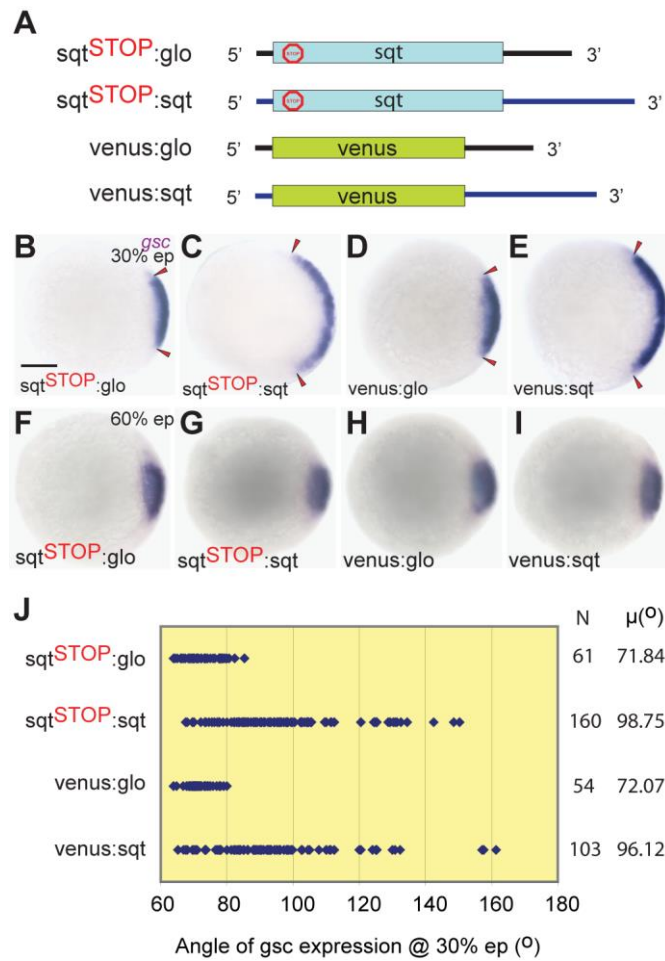 A
sqtSTOP:glo 5' STOP sqt 3'
sqtSTOP:sqt 5' STOP sqt 3'
venus:glo 5' venus 3'
venus:sqt 5' venus 3'
B gsc 30% ep sqtSTOP:glo
C sqtSTOP:sqt
D venus:glo
E venus:sqt
F 60% ep sqtSTOP:glo
G sqtSTOP:sqt
H venus:glo
I venus:sqt
J N µ(o)
sqtSTOP:glo 61 71.84
sqtSTOP:sqt 160 98.75
venus:glo 54 72.07
venus:sqt 103 96.12
60 80 100 120 140 160 180
Angle of gsc expression @ 30% ep (o)